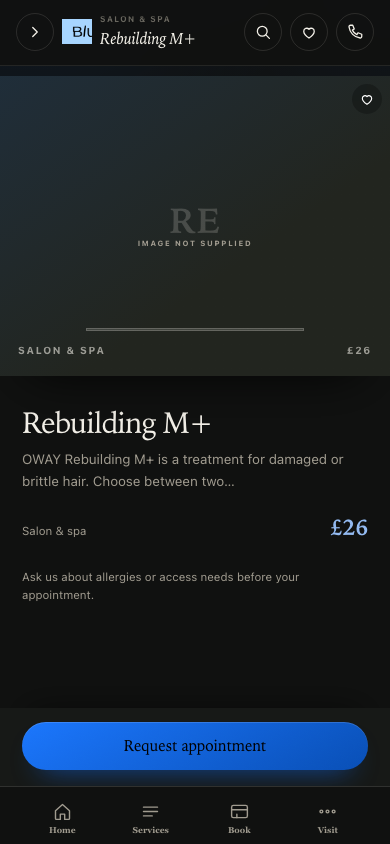 SALON & SPA
Rebuilding M+
RE
IMAGE NOT SUPPLIED
SALON & SPA
£26
Rebuilding M+
OWAY Rebuilding M+ is a treatment for damaged or
brittle hair. Choose between two...
Salon & spa
£26
Ask us about allergies or access needs before your
appointment.
Request appointment
Home
Services
Book
Visit